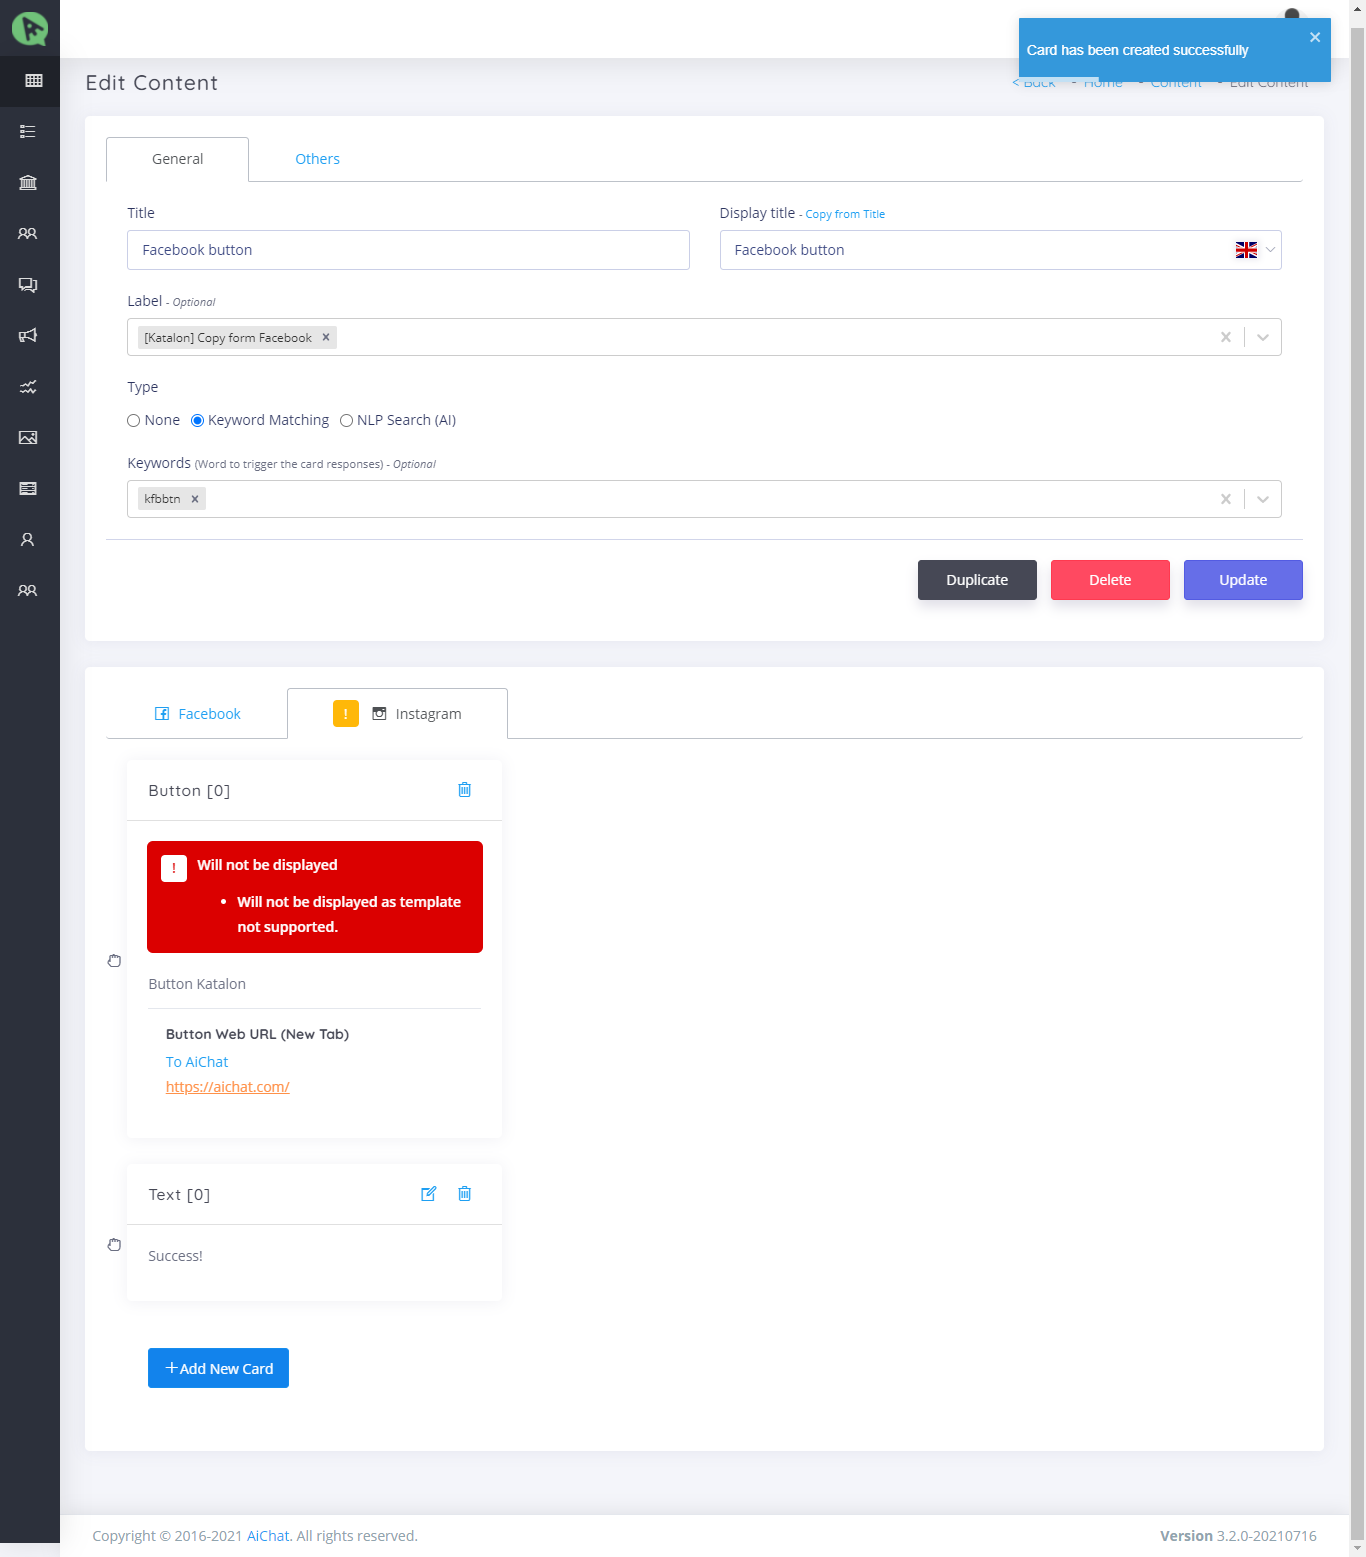 Card has been created successfully
Edit Content
< Back - Home - Content - Edit Content
General
Others
Title
Display title - Copy from Title
Facebook button
Facebook button
Label - Optional
[Katalon] Copy form Facebook
Type
None
Keyword Matching
NLP Search (AI)
Keywords (Word to trigger the card responses) - Optional
kfbbtn
Duplicate
Delete
Update
Facebook
! Instagram
Button [0]
! Will not be displayed
• Will not be displayed as template
not supported.
Button Katalon
Button Web URL (New Tab)
To AiChat
https://aichat.com/
Text [0]
Success!
+Add New Card
Copyright © 2016-2021 AiChat. All rights reserved.
Version 3.2.0-20210716